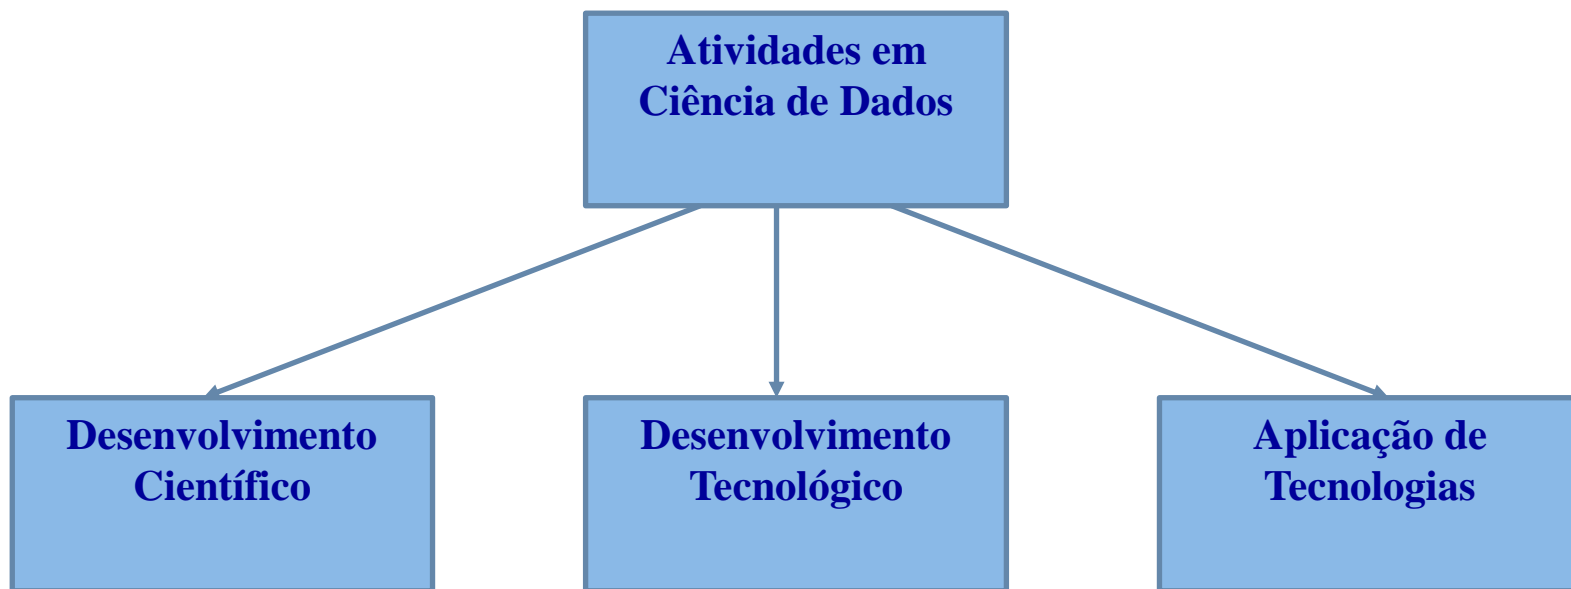 Atividades em
Ciência de Dados
Desenvolvimento
Científico
Desenvolvimento
Tecnológico
Aplicação de
Tecnologias